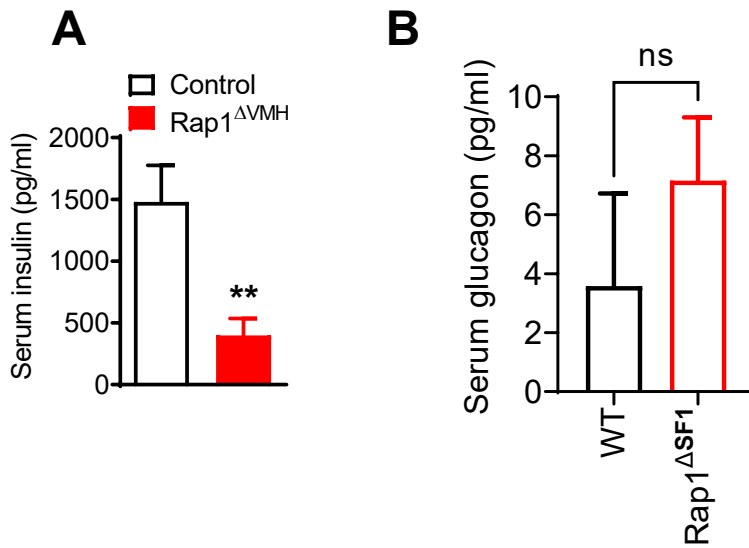 A
Control
Rap1ΔVMH
Serum insulin (pg/ml)
2000
1500
1000
500
0
**
B
ns
Serum glucagon (pg/ml)
10
8
6
4
2
0
WT
Rap1ΔSF1